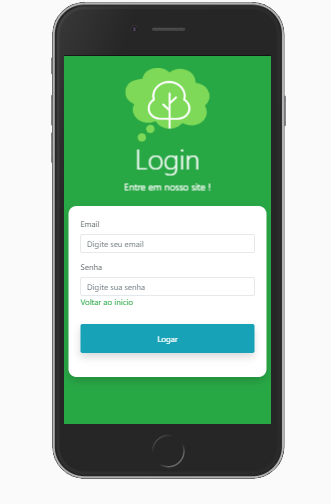 Login
Entre em nosso site !
Email
Digite seu email
Senha
Digite sua senha
Voltar ao inicio
Logar